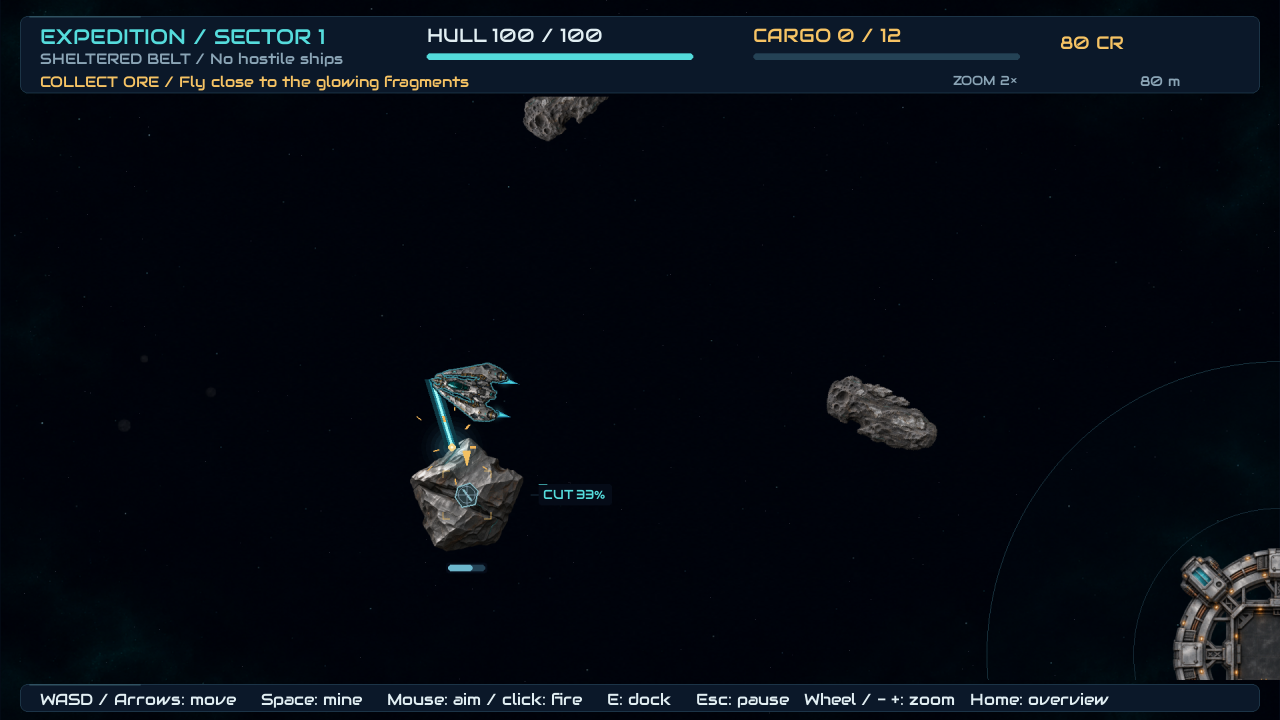 EXPEDITION / SECTOR 1
SHELTERED BELT / No hostile ships
COLLECT ORE / Fly close to the glowing fragments
HULL 100 / 100
CARGO 0 / 12
80 CR
ZOOM 2×
80 m
CUT 33%
WASD / Arrows: move Space: mine Mouse: aim / click: fire E: dock Esc: pause Wheel / - +: zoom Home: overview